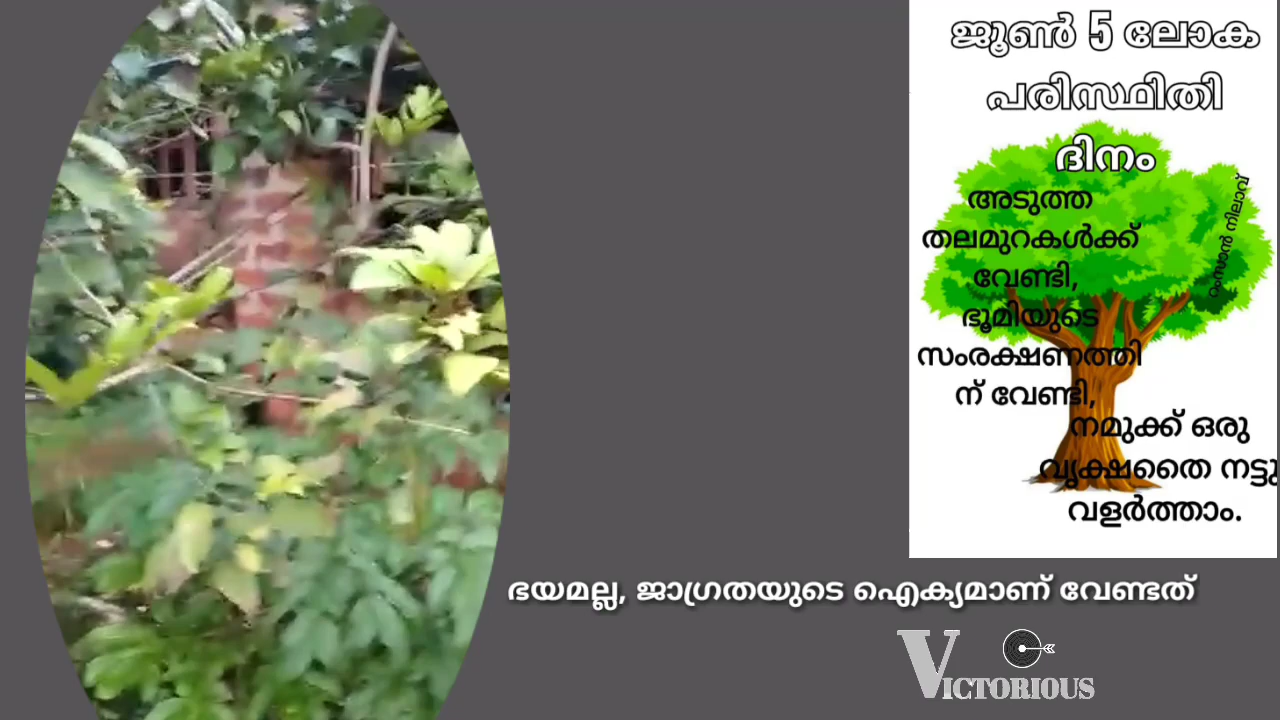 ജൂൺ 5 ലോക
പരിസ്ഥിതി
ദിനം
അടുത്ത
തലമുറകൾക്ക്
വേണ്ടി,
ഭൂമിയുടെ
സംരക്ഷണത്തി
ന് വേണ്ടി,
നമുക്ക് ഒരു
വൃക്ഷതൈ നട്ടു
വളർത്താം.
റംസാൻ നിലാവ്
ഭയമല്ല, ജാഗ്രതയുടെ ഐക്യമാണ് വേണ്ടത്
VICTORIOUS